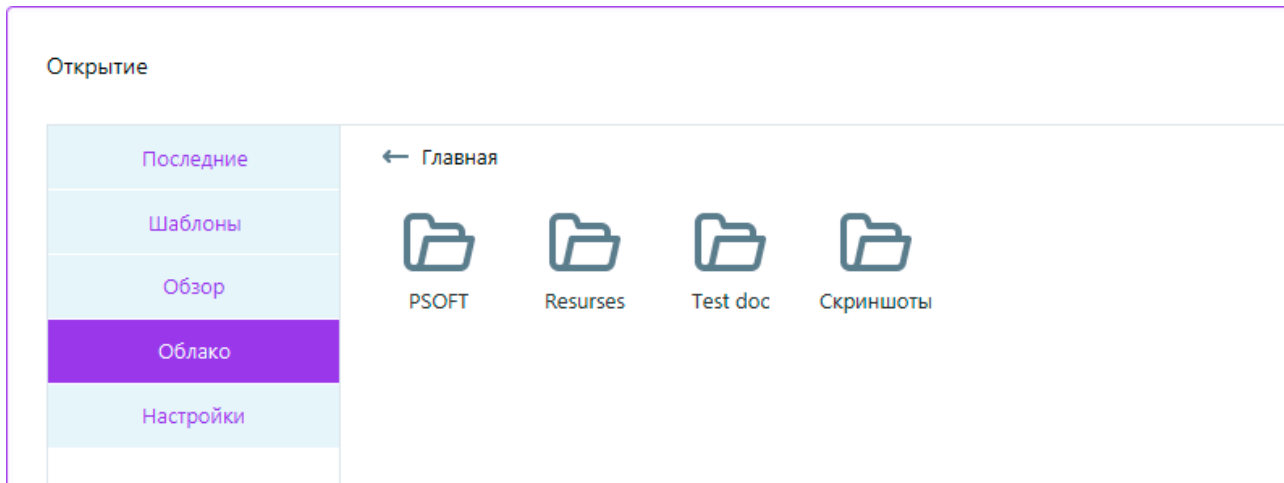 Открытие
Последние
Шаблоны
Обзор
Облако
Настройки
Главная
PSOFT
Resurses
Test doc
Скриншоты